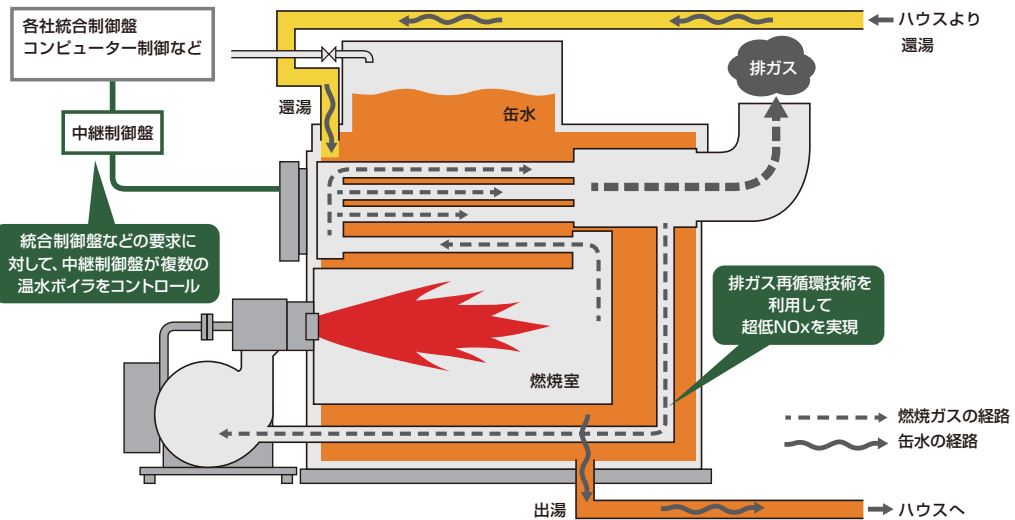 各社統合制御盤
コンピューター制御など
中継制御盤
統合制御盤などの要求に
対して、中継制御盤が複数の
温水ボイラをコントロール
還湯
缶水
排ガス
ハウスより
還湯
排ガス再循環技術を
利用して
超低NOxを実現
燃焼室
燃焼ガスの経路
缶水の経路
出湯
ハウスへ